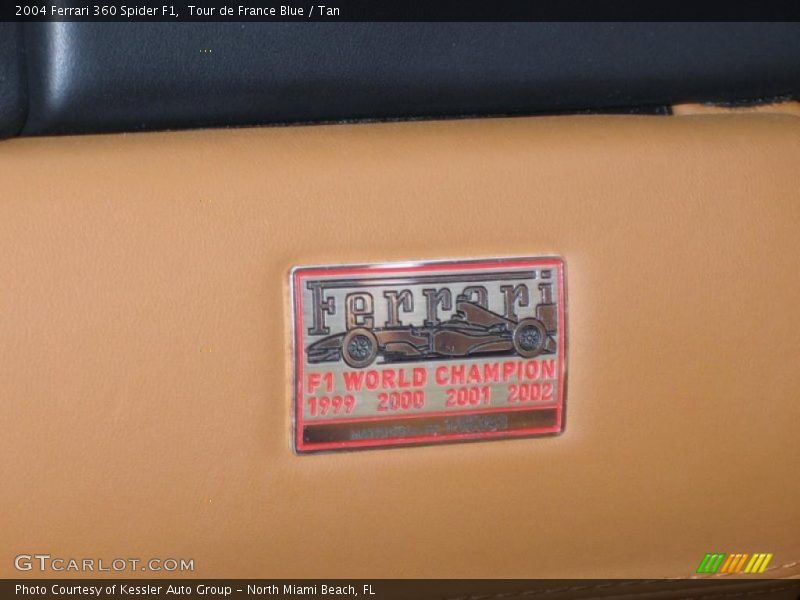 2004 Ferrari 360 Spider F1,  Tour de France Blue / Tan
Ferrari
F1 WORLD CHAMPION
1999 2000 2001 2002
GTCARLOT.COM
Photo Courtesy of Kessler Auto Group - North Miami Beach, FL